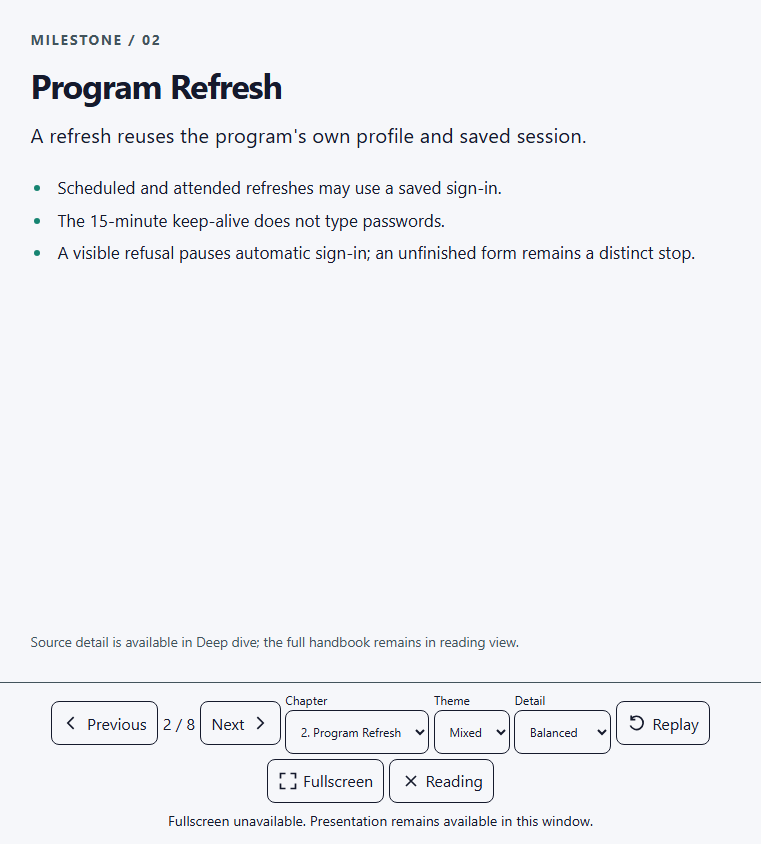 MILESTONE / 02
Program Refresh
A refresh reuses the program's own profile and saved session.
Scheduled and attended refreshes may use a saved sign-in.
The 15-minute keep-alive does not type passwords.
A visible refusal pauses automatic sign-in; an unfinished form remains a distinct stop.
Source detail is available in Deep dive; the full handbook remains in reading view.
Chapter Theme Detail
Previous 2 / 8 Next 2. Program Refresh Mixed Balanced Replay
Fullscreen Reading
Fullscreen unavailable. Presentation remains available in this window.